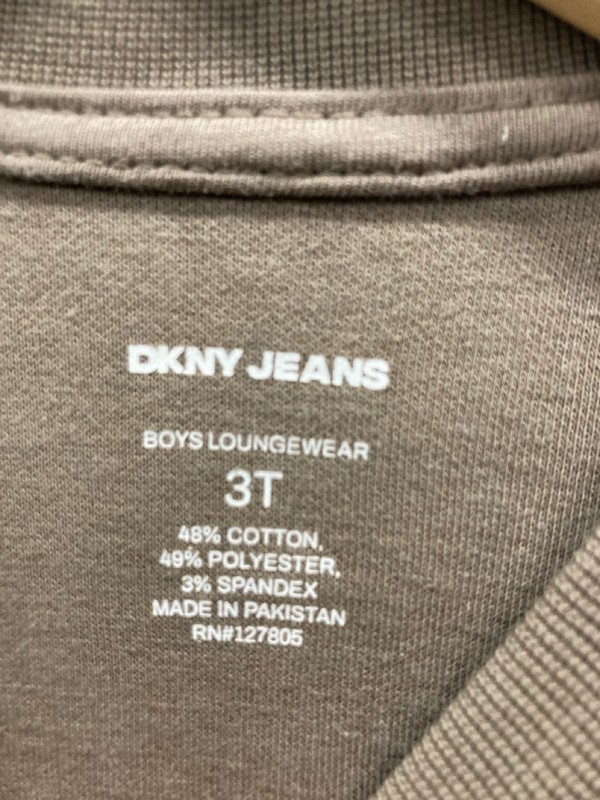 DKNY JEANS
BOYS LOUNGEWEAR
3T
48% COTTON,
49% POLYESTER,
3% SPANDEX
MADE IN PAKISTAN
RN#127805